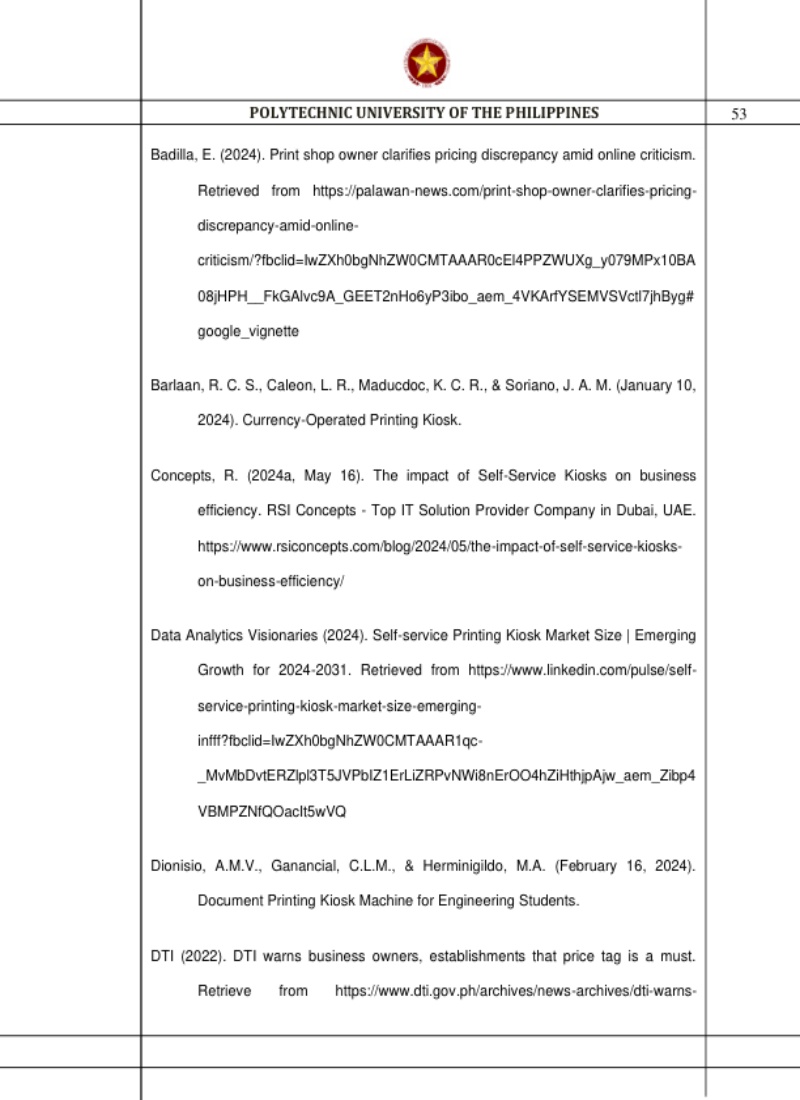 POLYTECHNIC UNIVERSITY OF THE PHILIPPINES
53
Badilla, E. (2024). Print shop owner clarifies pricing discrepancy amid online criticism.
Retrieved from https://palawan-news.com/print-shop-owner-clarifies-pricing-
discrepancy-amid-online-
criticism/?fbclid=IwZXh0bgNhZW0CMTAAAR0cEl4PPZWUXg_y079MPx10BA
08jHPH__FkGAlvc9A_GEET2nHo6yP3ibo_aem_4VKArfYSEMVSVctl7jhByg#
google_vignette
Barlaan, R. C. S., Caleon, L. R., Maducdoc, K. C. R., & Soriano, J. A. M. (January 10,
2024). Currency-Operated Printing Kiosk.
Concepts, R. (2024a, May 16). The impact of Self-Service Kiosks on business
efficiency. RSI Concepts - Top IT Solution Provider Company in Dubai, UAE.
https://www.rsiconcepts.com/blog/2024/05/the-impact-of-self-service-kiosks-
on-business-efficiency/
Data Analytics Visionaries (2024). Self-service Printing Kiosk Market Size | Emerging
Growth for 2024-2031. Retrieved from https://www.linkedin.com/pulse/self-
service-printing-kiosk-market-size-emerging-
infff?fbclid=IwZXh0bgNhZW0CMTAAAR1qc-
_MvMbDvtERZlpl3T5JVPbIZ1ErLiZRPvNWi8nErOO4hZiHthjpAjw_aem_Zibp4
VBMPZNfQOacIt5wVQ
Dionisio, A.M.V., Ganancial, C.L.M., & Herminigildo, M.A. (February 16, 2024).
Document Printing Kiosk Machine for Engineering Students.
DTI (2022). DTI warns business owners, establishments that price tag is a must.
Retrieve from https://www.dti.gov.ph/archives/news-archives/dti-warns-